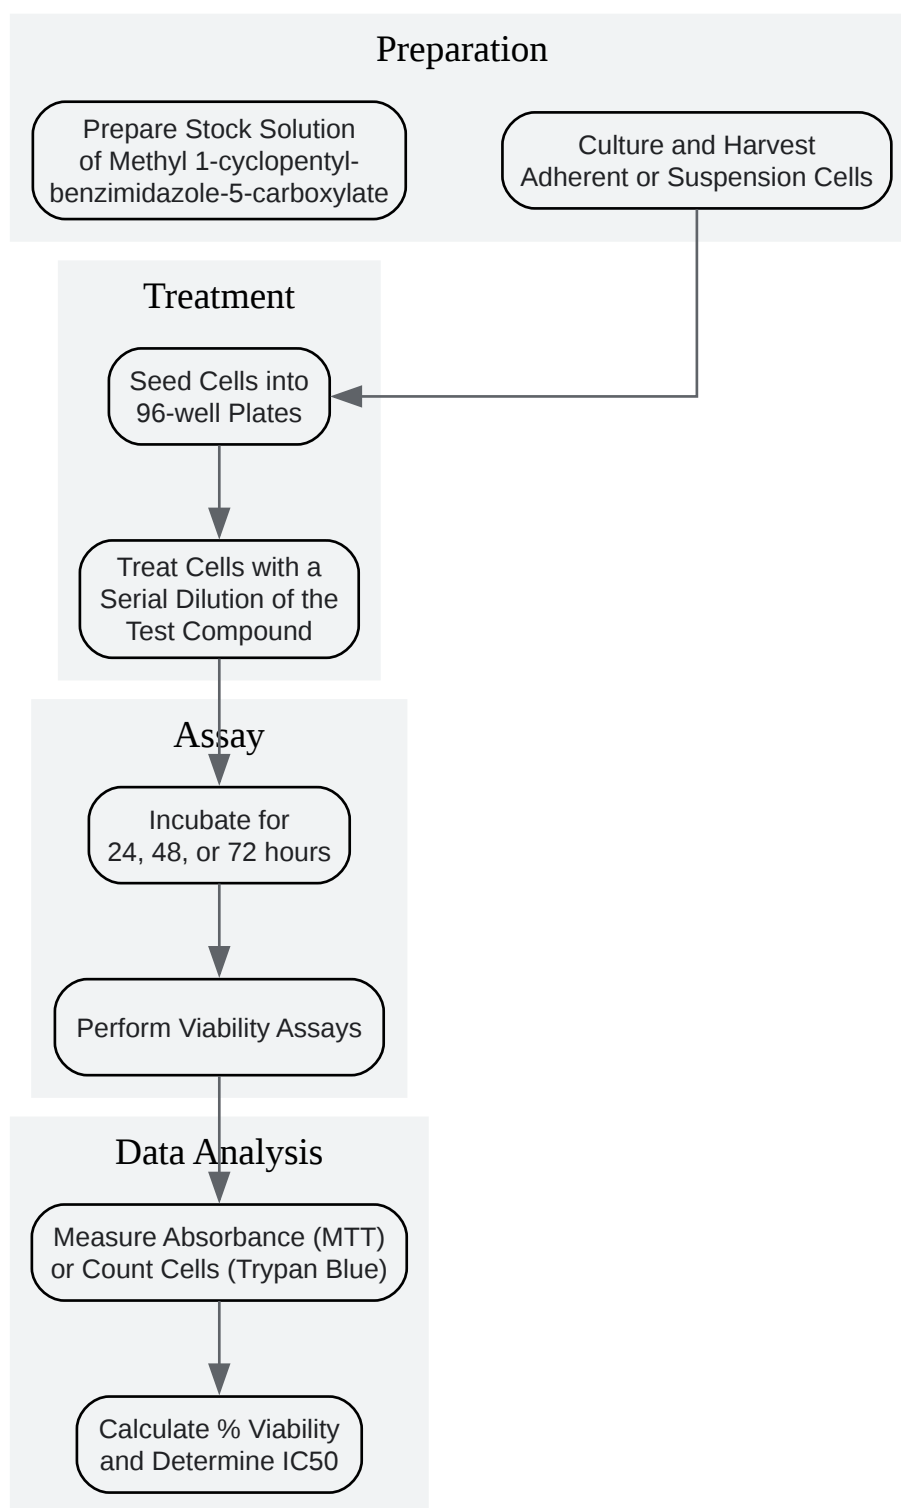 Preparation
Prepare Stock Solution
of Methyl 1-cyclopentyl-
benzimidazole-5-carboxylate
Culture and Harvest
Adherent or Suspension Cells
Treatment
Seed Cells into
96-well Plates
Treat Cells with a
Serial Dilution of the
Test Compound
Assay
Incubate for
24, 48, or 72 hours
Perform Viability Assays
Data Analysis
Measure Absorbance (MTT)
or Count Cells (Trypan Blue)
Calculate % Viability
and Determine IC50